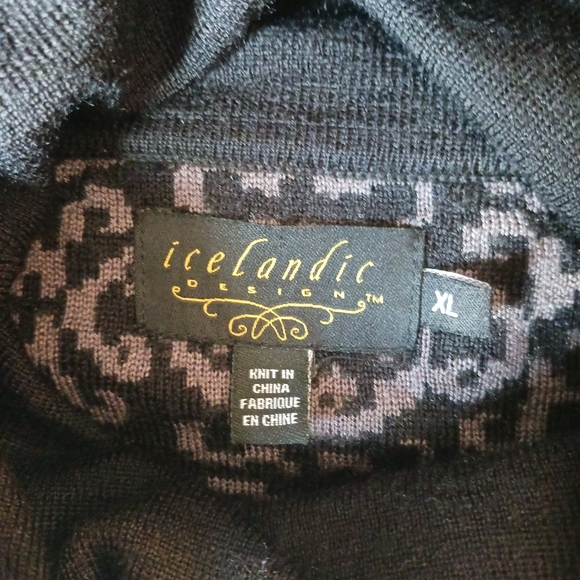 icelandic
DESIGN™
XL
KNIT IN
CHINA
FABRIQUE
EN CHINE